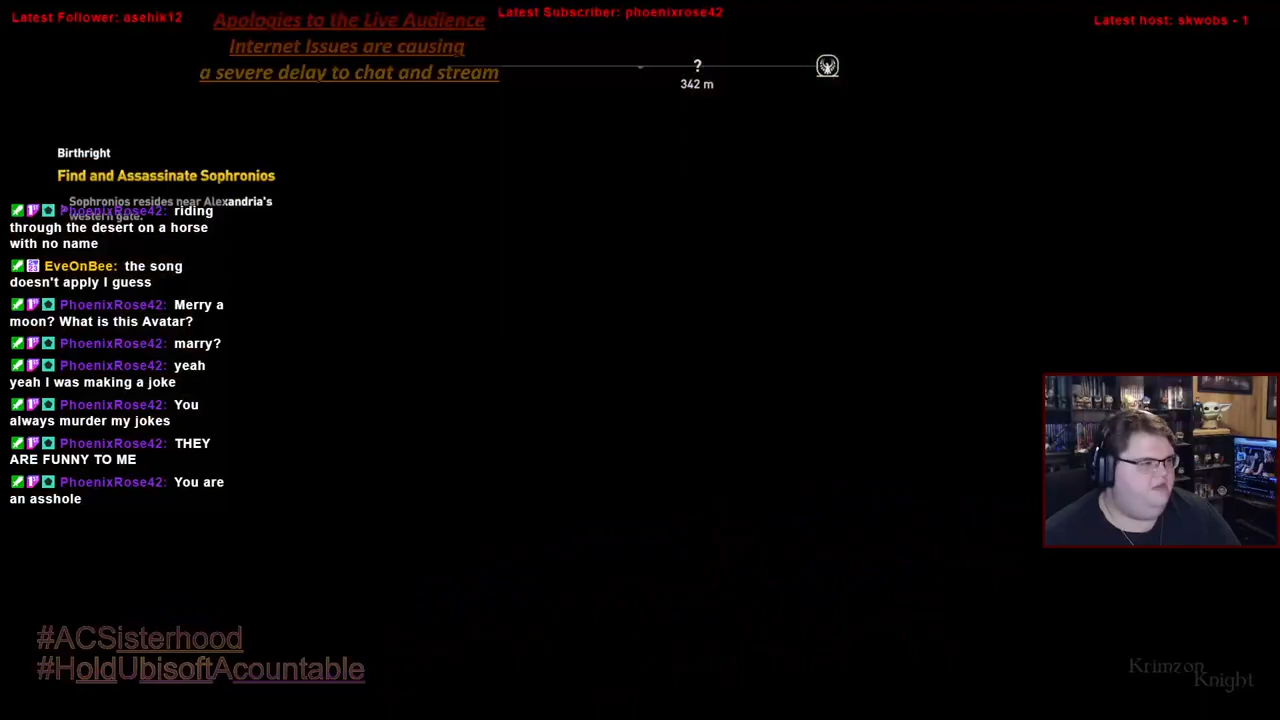 Latest Follower: asehik12
Apologies to the Live Audience
Internet Issues are causing
a severe delay to chat and stream
Latest Subscriber: phoenixrose42
Latest host: skwobs - 1
?
342 m
Birthright
Find and Assassinate Sophronios
Sophronios resides near Alexandria's
western gate.
PhoenixRose42: riding
through the desert on a horse
with no name
EveOnBee: the song
doesn't apply I guess
PhoenixRose42: Merry a
moon? What is this Avatar?
PhoenixRose42: marry?
PhoenixRose42: yeah
yeah I was making a joke
PhoenixRose42: You
always murder my jokes
PhoenixRose42: THEY
ARE FUNNY TO ME
PhoenixRose42: You are
an asshole
#ACSisterhood
#HoldUbisoftAcountable
Krimzon
Knight